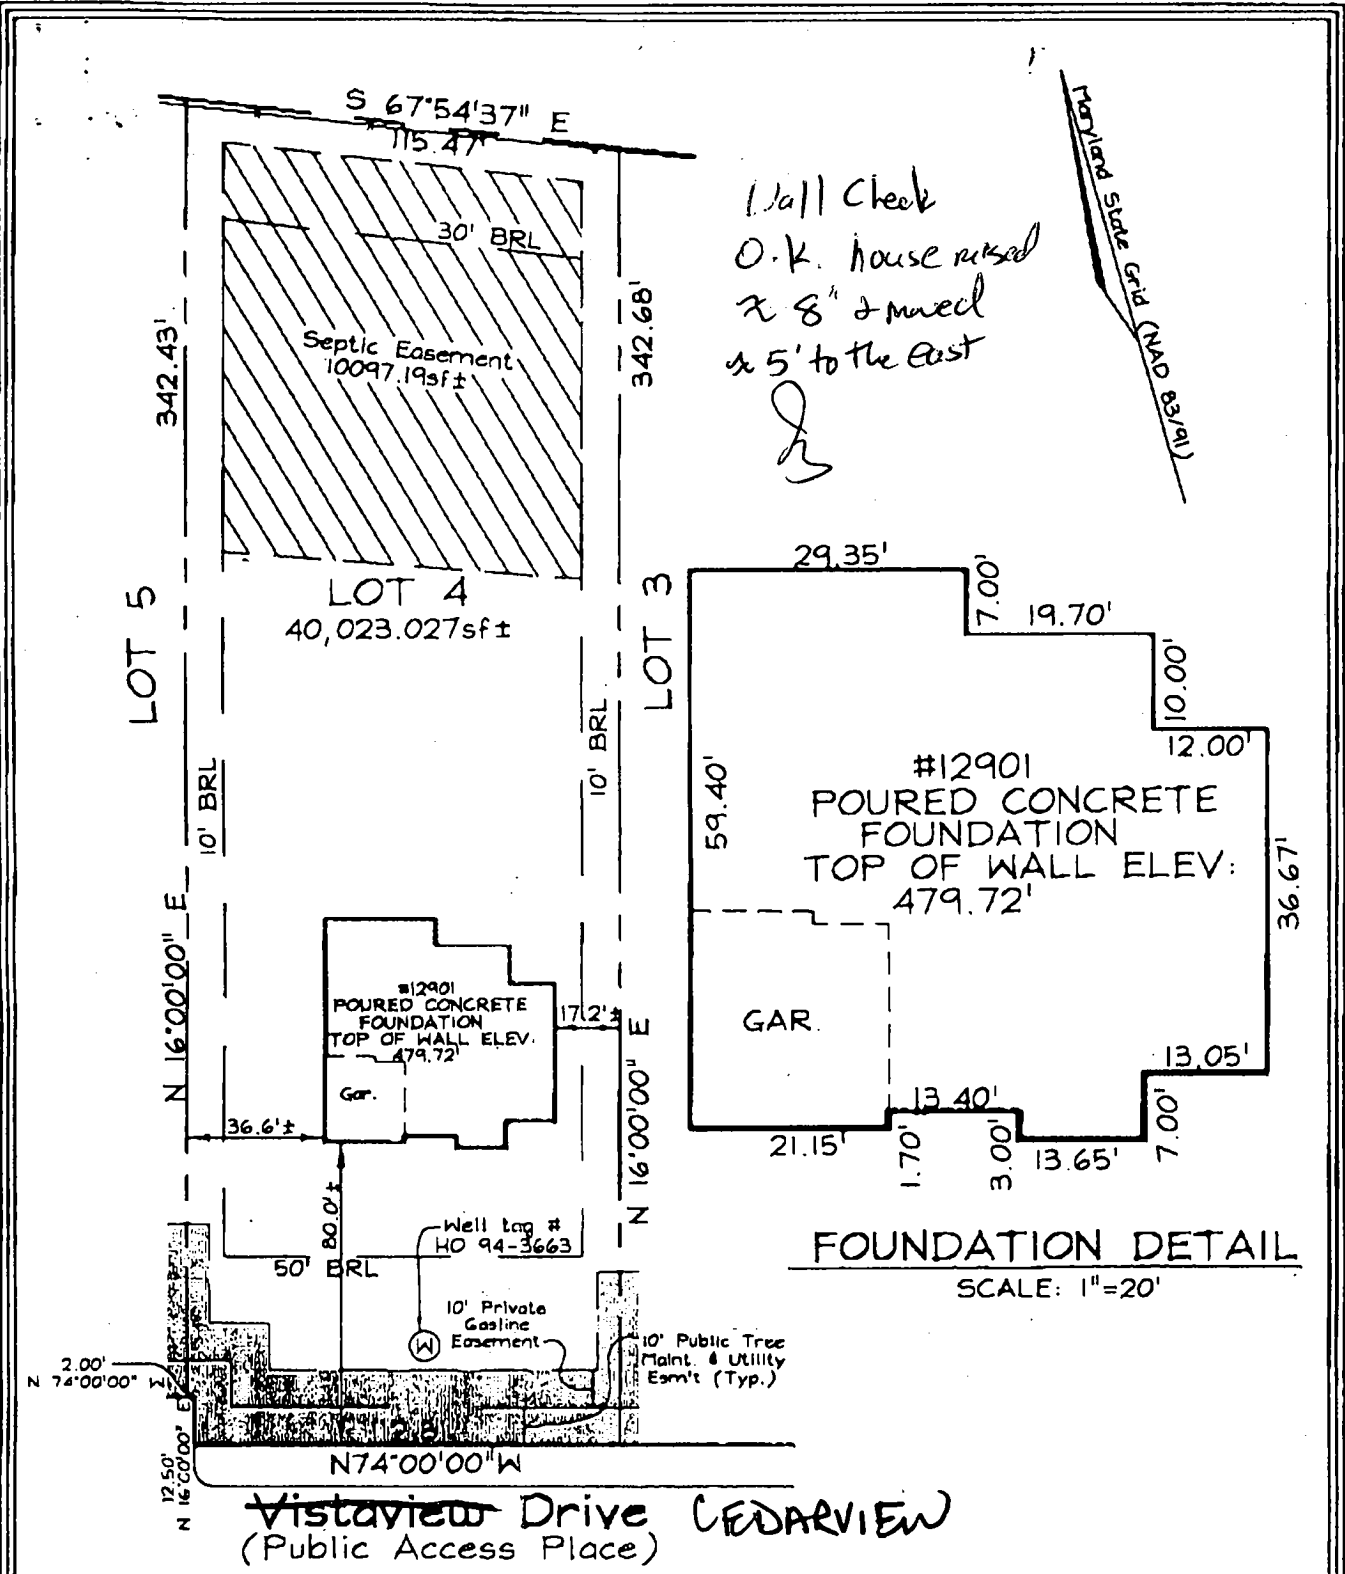 S 67°54'37" E
115.47'
Maryland State Grid (NAD 83/91)
Wall Check
O.K. house raised
≈ 8" & moved
≈ 5' to the East
30' BRL
342.43'
342.68'
Septic Easement
10097.19sf±
LOT 5
LOT 4
40,023.027sf±
LOT 3
10' BRL
10' BRL
29.35'
7.00'
19.70'
10.00'
12.00'
59.40'
#12901
POURED CONCRETE
FOUNDATION
TOP OF WALL ELEV:
479.72'
36.67'
GAR.
13.05'
13.40'
7.00'
21.15'
1.70'
3.00'
13.65'
FOUNDATION DETAIL
SCALE: 1"=20'
N 16°00'00" E
#12901
POURED CONCRETE
FOUNDATION
TOP OF WALL ELEV:
479.72'
Gar.
17.2'±
N 16°00'00" E
36.6'±
80.0'±
Well tag #
HO 94-3663
50' BRL
10' Private
Gasline
Easement
W
10' Public Tree
Maint. & Utility
Esm't (Typ.)
2.00'
N 74°00'00" W
12.50'
N 16°00'00" E
N74°00'00"W
Vistaview Drive CEDARVIEW
(Public Access Place)